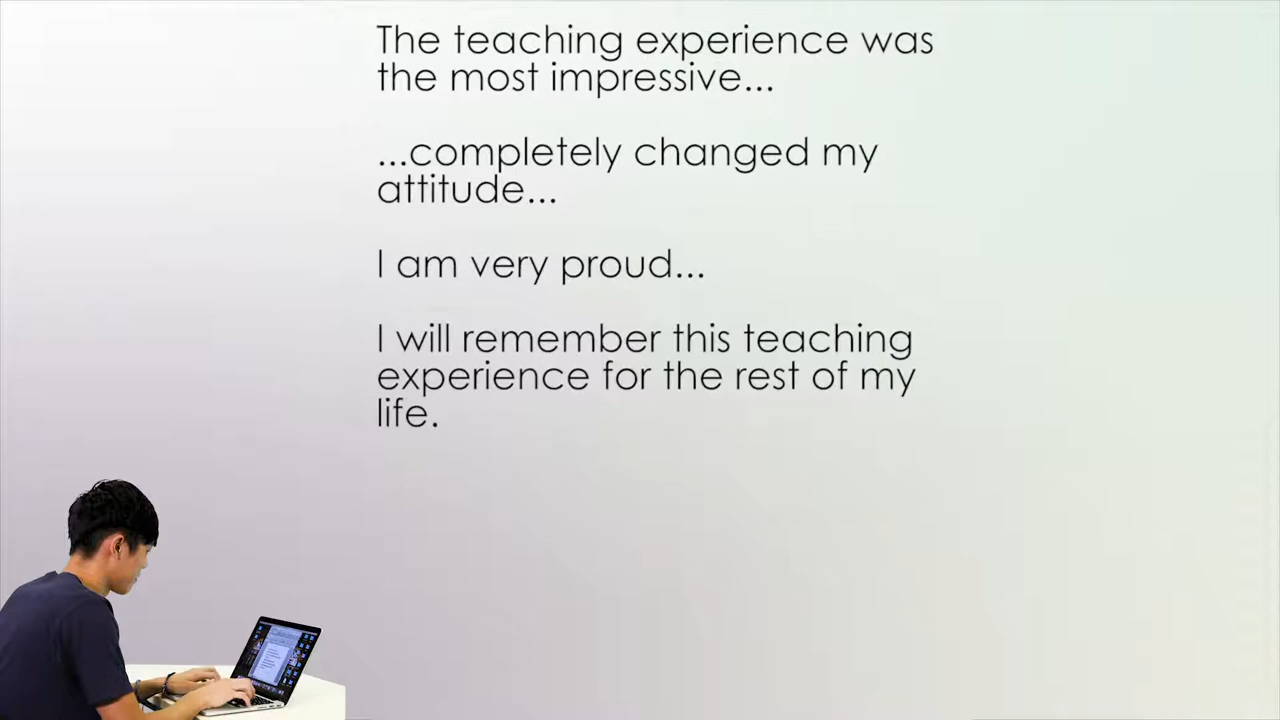 The teaching experience was
the most impressive...
...completely changed my
attitude...
I am very proud...
I will remember this teaching
experience for the rest of my
life.